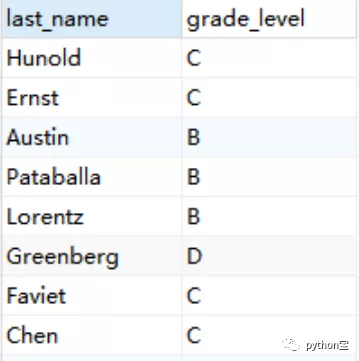 last_name grade_level
Hunold C
Ernst C
Austin B
Pataballa B
Lorentz B
Greenberg D
Faviet C
Chen C
python宝